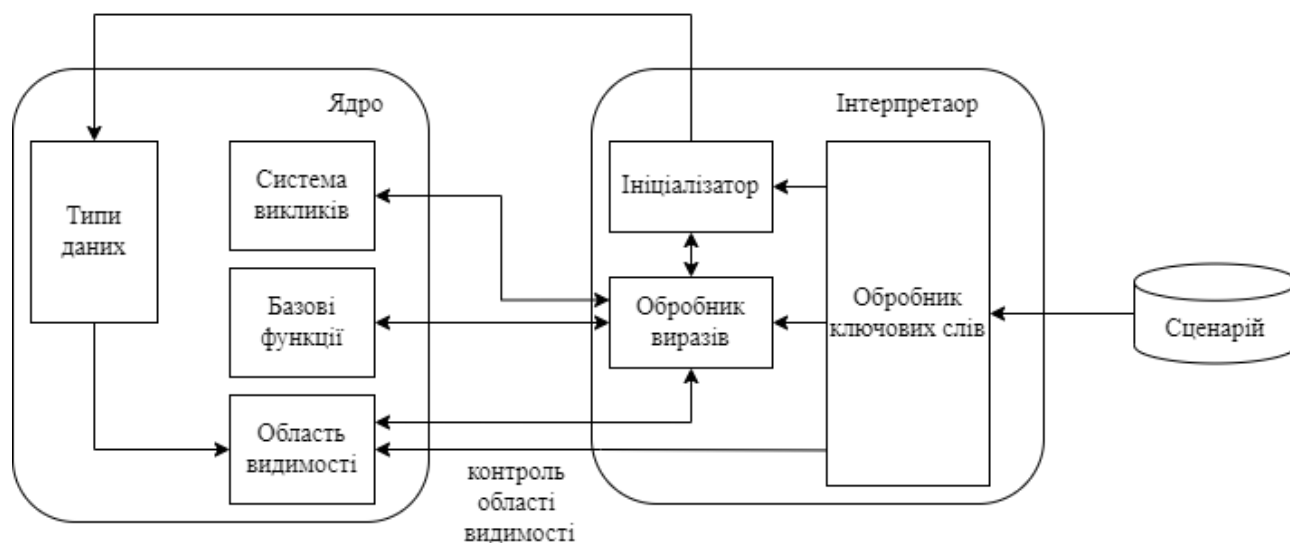 Ядро
Інтерпретаор
Типи
даних
Система
викликів
Ініціалізатор
Базові
функції
Обробник
виразів
Обробник
ключових слів
Сценарій
Область
видимості
контроль
області
видимості